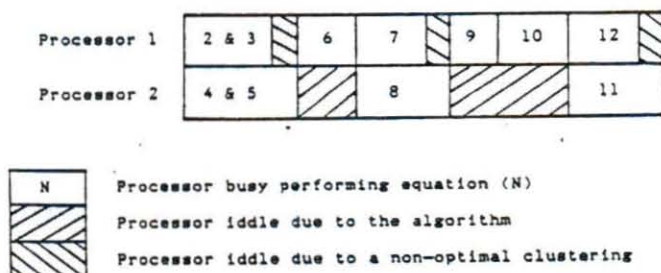 Processor 1 2 & 3 6 7 9 10 12
Processor 2 4 & 5 8 11
N Processor busy performing equation (N)
Processor iddle due to the algorithm
Processor iddle due to a non-optimal clustering